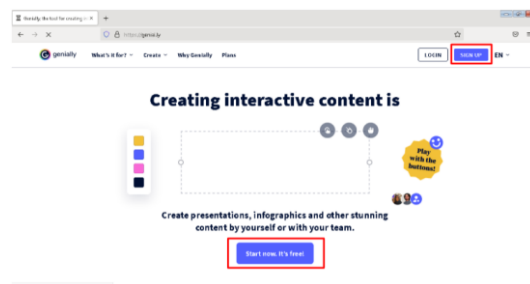 Genially, the tool for creating
https://genial.ly
genially What's it for? Create Why Genially Plans LOGIN SIGN UP EN
Creating interactive content is
Play
with the
buttons!
Create presentations, infographics and other stunning
content by yourself or with your team.
Start now. It's free!